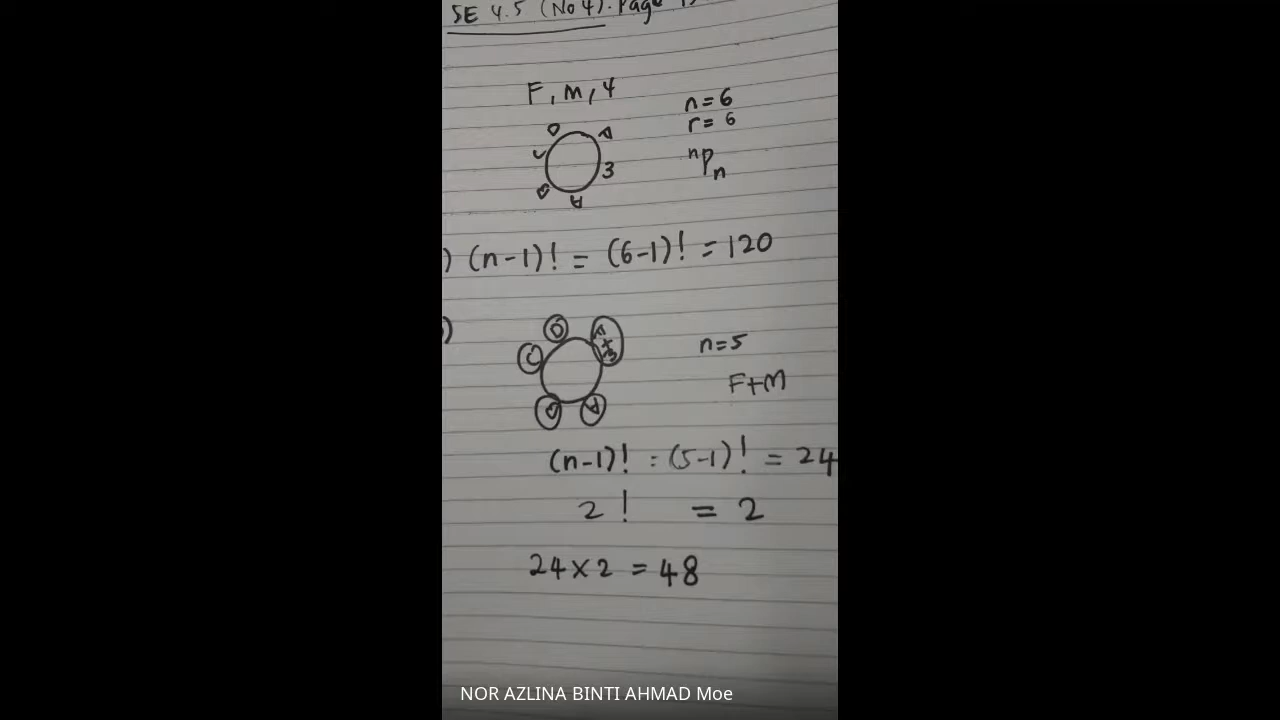 SE 4.5 (No 4). Page
F, M, 4
n = 6
r = 6
nPn
) (n-1)! = (6-1)! = 120
)
n=5
F+M
(n-1)! = (5-1)! = 24
2! = 2
24 × 2 = 48
NOR AZLINA BINTI AHMAD Moe